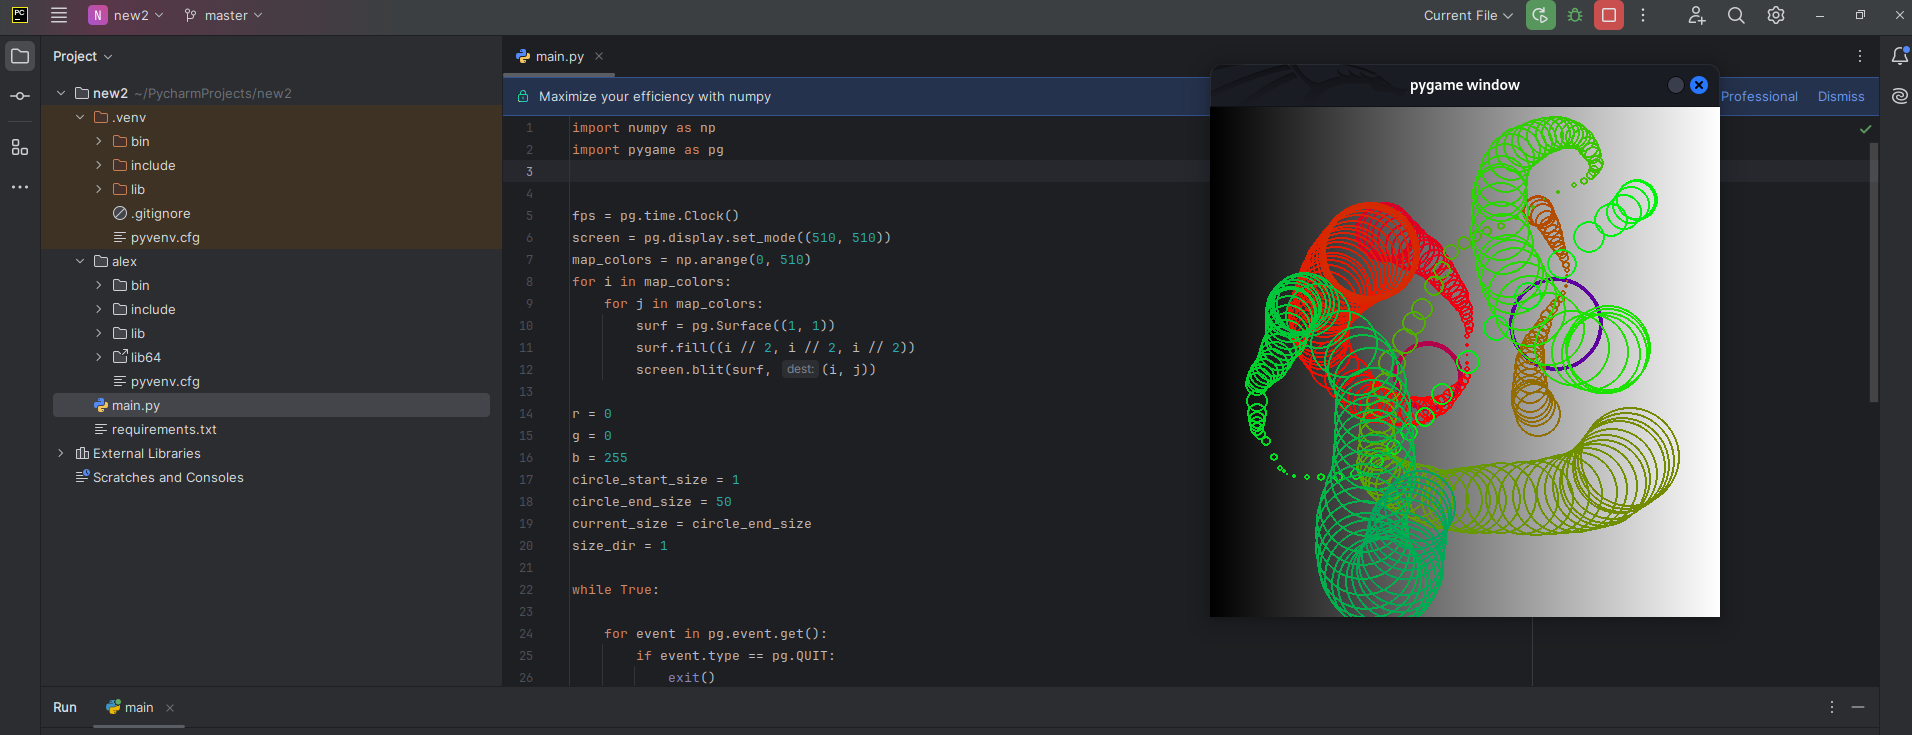 PC
N new2
master
Current File
Project
main.py
new2 ~/PycharmProjects/new2
.venv
bin
include
lib
.gitignore
pyvenv.cfg
alex
bin
include
lib
lib64
pyvenv.cfg
main.py
requirements.txt
External Libraries
Scratches and Consoles
Maximize your efficiency with numpy
Professional
Dismiss
1 import numpy as np
2 import pygame as pg
3
4
5 fps = pg.time.Clock()
6 screen = pg.display.set_mode((510, 510))
7 map_colors = np.arange(0, 510)
8 for i in map_colors:
9 for j in map_colors:
10 surf = pg.Surface((1, 1))
11 surf.fill((i // 2, i // 2, i // 2))
12 screen.blit(surf, dest: (i, j))
13
14 r = 0
15 g = 0
16 b = 255
17 circle_start_size = 1
18 circle_end_size = 50
19 current_size = circle_end_size
20 size_dir = 1
21
22 while True:
23
24 for event in pg.event.get():
25 if event.type == pg.QUIT:
26 exit()
pygame window
Run
main